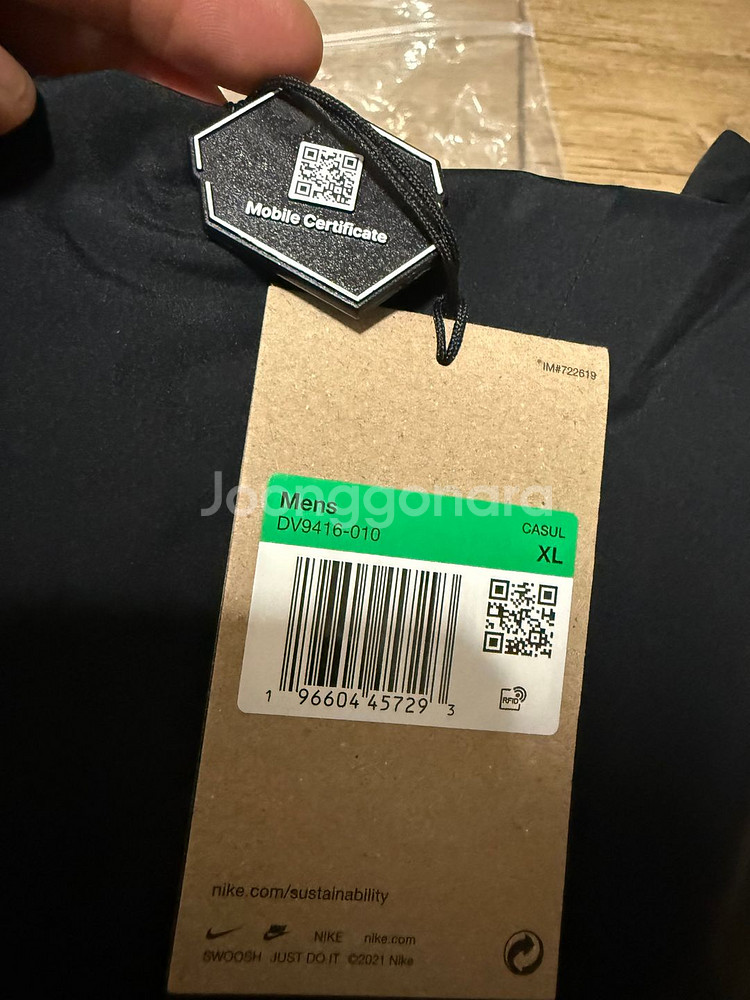 Mobile Certificate
*IM#722619
Joonggonara
Mens
DV9416-010
CASUL
XL
1 96604 45729 3
RFID
nike.com/sustainability
NIKE nike.com
SWOOSH JUST DO IT ©2021 Nike